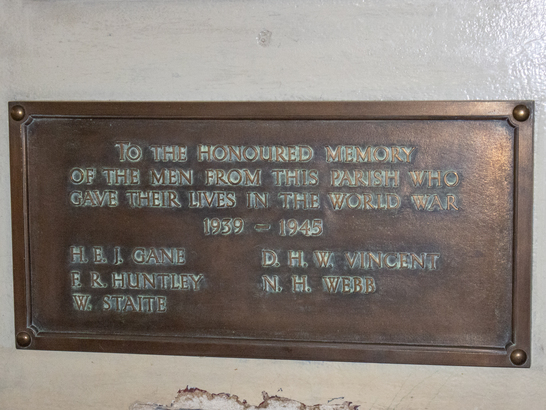 TO THE HONOURED MEMORY
OF THE MEN FROM THIS PARISH WHO
GAVE THEIR LIVES IN THE WORLD WAR
1939 – 1945
H. E. J. GANE
F. R. HUNTLEY
W. STAITE
D. H. W. VINCENT
N. H. WEBB